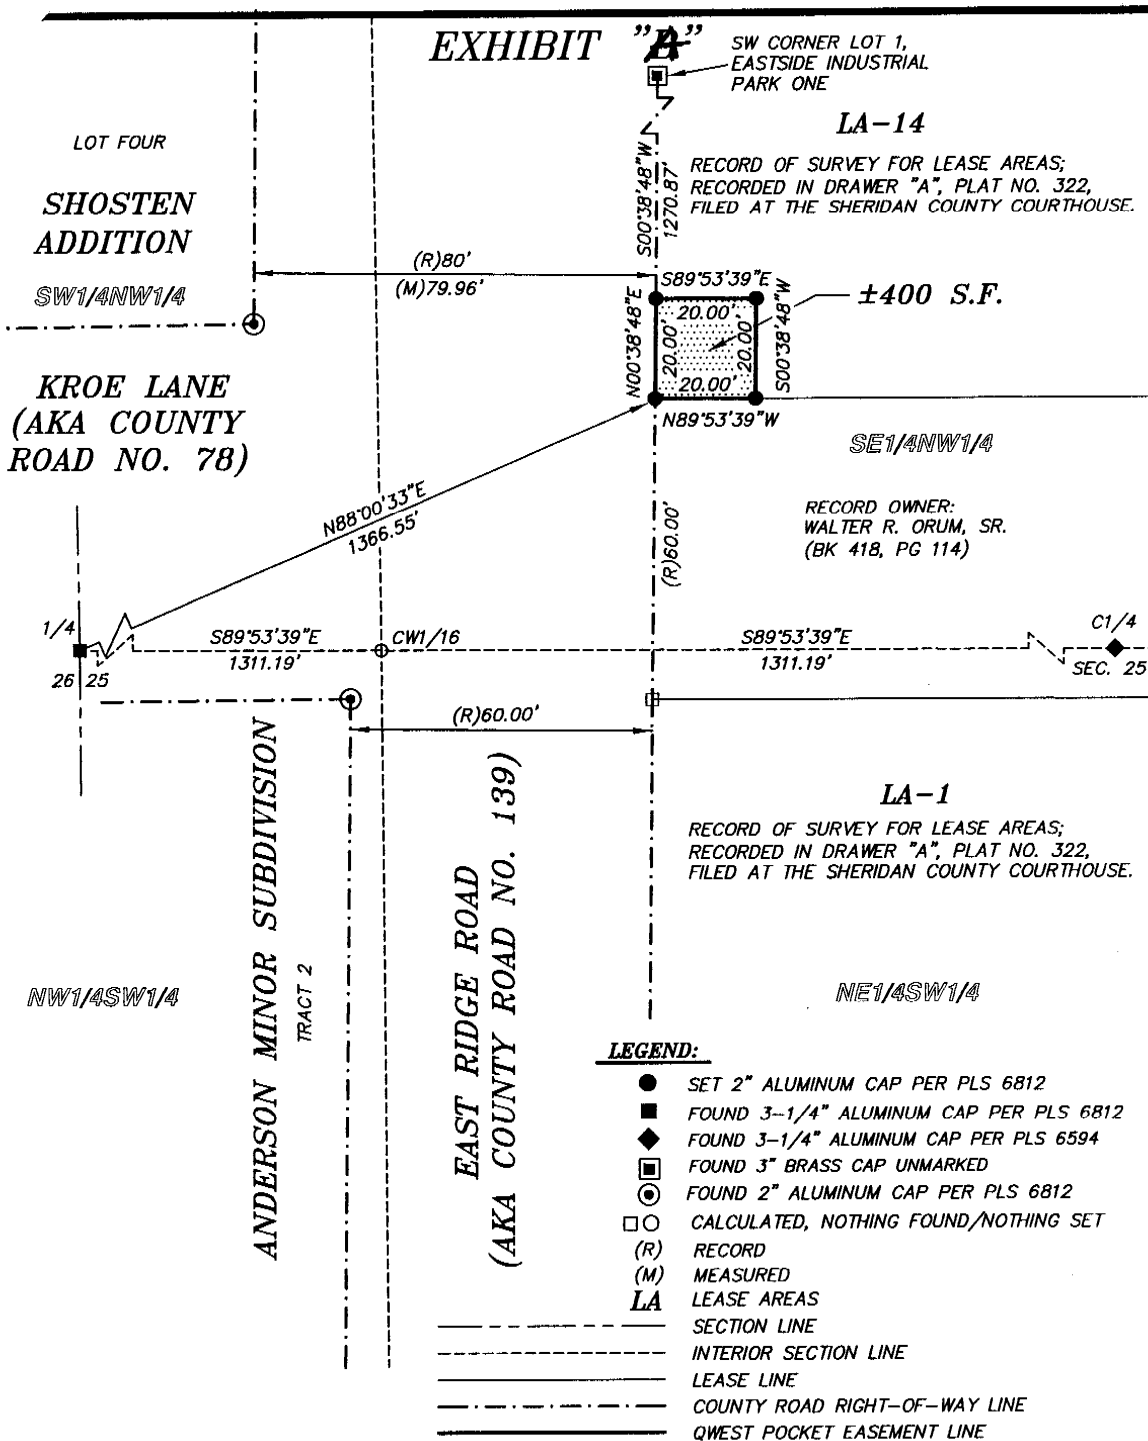 EXHIBIT "A"
SW CORNER LOT 1,
EASTSIDE INDUSTRIAL
PARK ONE
LOT FOUR
SHOSTEN
ADDITION
SW1/4NW1/4
LA-14
RECORD OF SURVEY FOR LEASE AREAS;
RECORDED IN DRAWER "A", PLAT NO. 322,
FILED AT THE SHERIDAN COUNTY COURTHOUSE.
S00°38'48"W
1270.87'
(R)80'
(M)79.96'
S89°53'39"E
20.00'
N00°38'48"E
20.00'
20.00'
S00°38'48"W
20.00'
N89°53'39"W
±400 S.F.
KROE LANE
(AKA COUNTY
ROAD NO. 78)
SE1/4NW1/4
N88°00'33"E
1366.55'
(R)60.00'
RECORD OWNER:
WALTER R. ORUM, SR.
(BK 418, PG 114)
1/4
26 25
S89°53'39"E
1311.19'
CW1/16
S89°53'39"E
1311.19'
C1/4
SEC. 25
(R)60.00'
ANDERSON MINOR SUBDIVISION
TRACT 2
EAST RIDGE ROAD
(AKA COUNTY ROAD NO. 139)
LA-1
RECORD OF SURVEY FOR LEASE AREAS;
RECORDED IN DRAWER "A", PLAT NO. 322,
FILED AT THE SHERIDAN COUNTY COURTHOUSE.
NW1/4SW1/4
NE1/4SW1/4
LEGEND:
SET 2" ALUMINUM CAP PER PLS 6812
FOUND 3-1/4" ALUMINUM CAP PER PLS 6812
FOUND 3-1/4" ALUMINUM CAP PER PLS 6594
FOUND 3" BRASS CAP UNMARKED
FOUND 2" ALUMINUM CAP PER PLS 6812
CALCULATED, NOTHING FOUND/NOTHING SET
(R) RECORD
(M) MEASURED
LA LEASE AREAS
SECTION LINE
INTERIOR SECTION LINE
LEASE LINE
COUNTY ROAD RIGHT-OF-WAY LINE
QWEST POCKET EASEMENT LINE